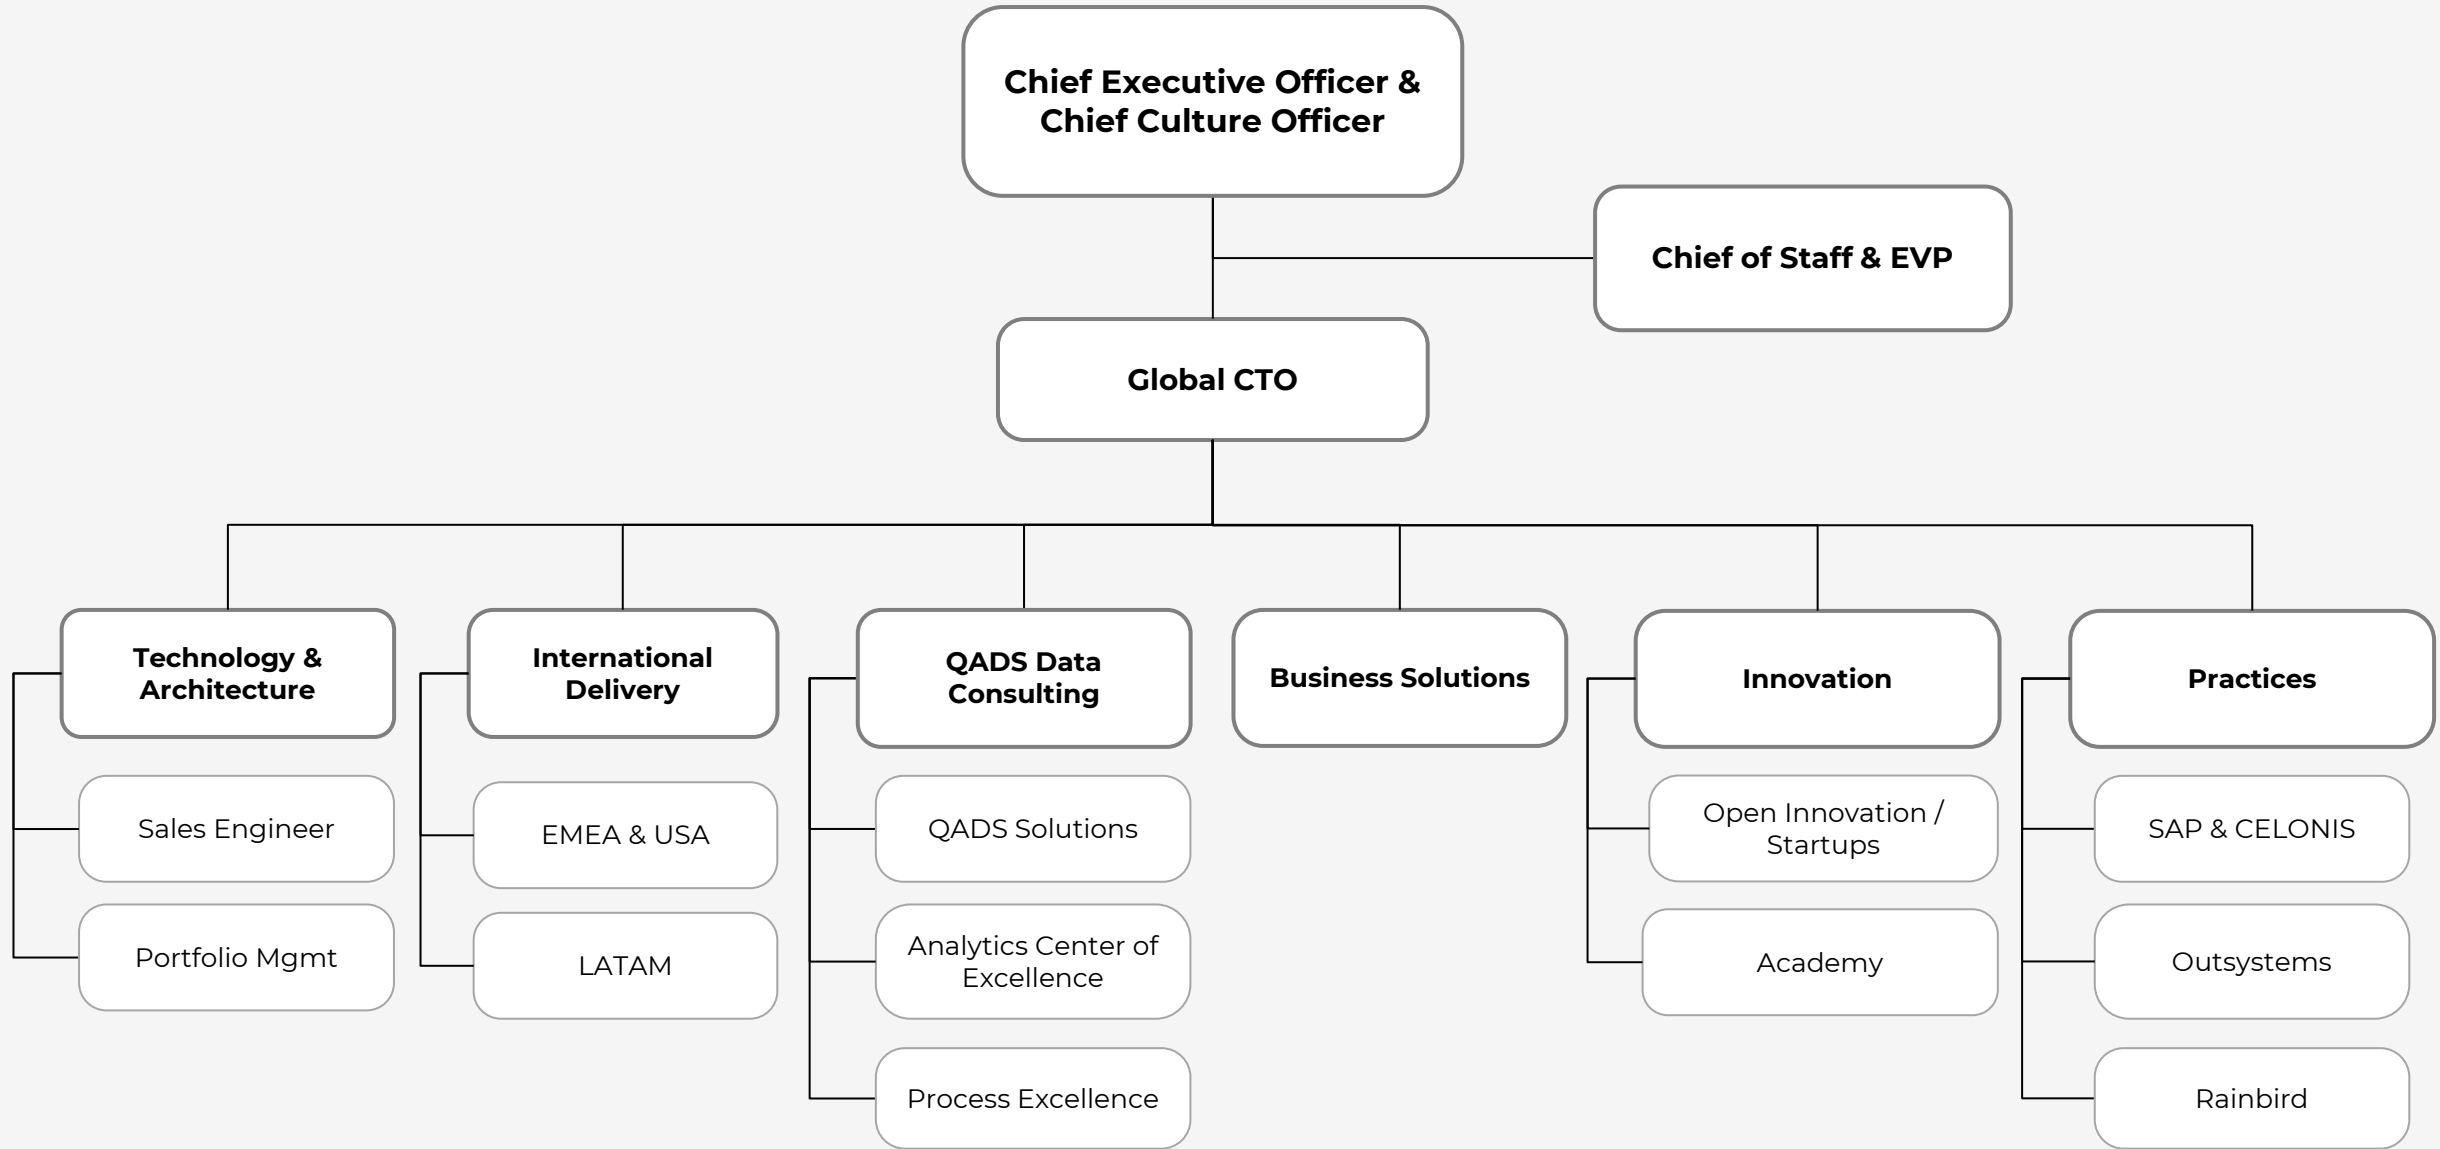 Chief Executive Officer &
Chief Culture Officer
Chief of Staff & EVP
Global CTO
Technology &
Architecture
Sales Engineer
Portfolio Mgmt
International
Delivery
EMEA & USA
LATAM
QADS Data
Consulting
QADS Solutions
Analytics Center of
Excellence
Process Excellence
Business Solutions
Innovation
Open Innovation /
Startups
Academy
Practices
SAP & CELONIS
Outsystems
Rainbird